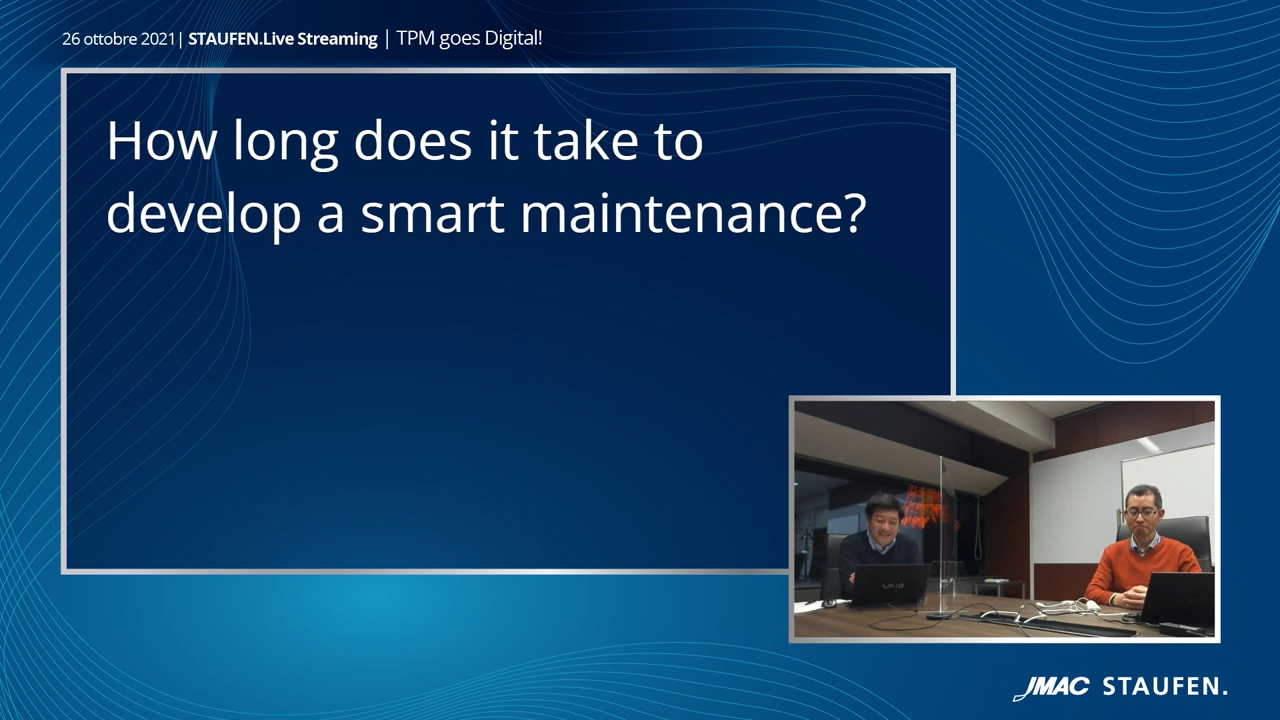 26 ottobre 2021| STAUFEN.Live Streaming | TPM goes Digital!
How long does it take to
develop a smart maintenance?
VAIO
JMAC STAUFEN.